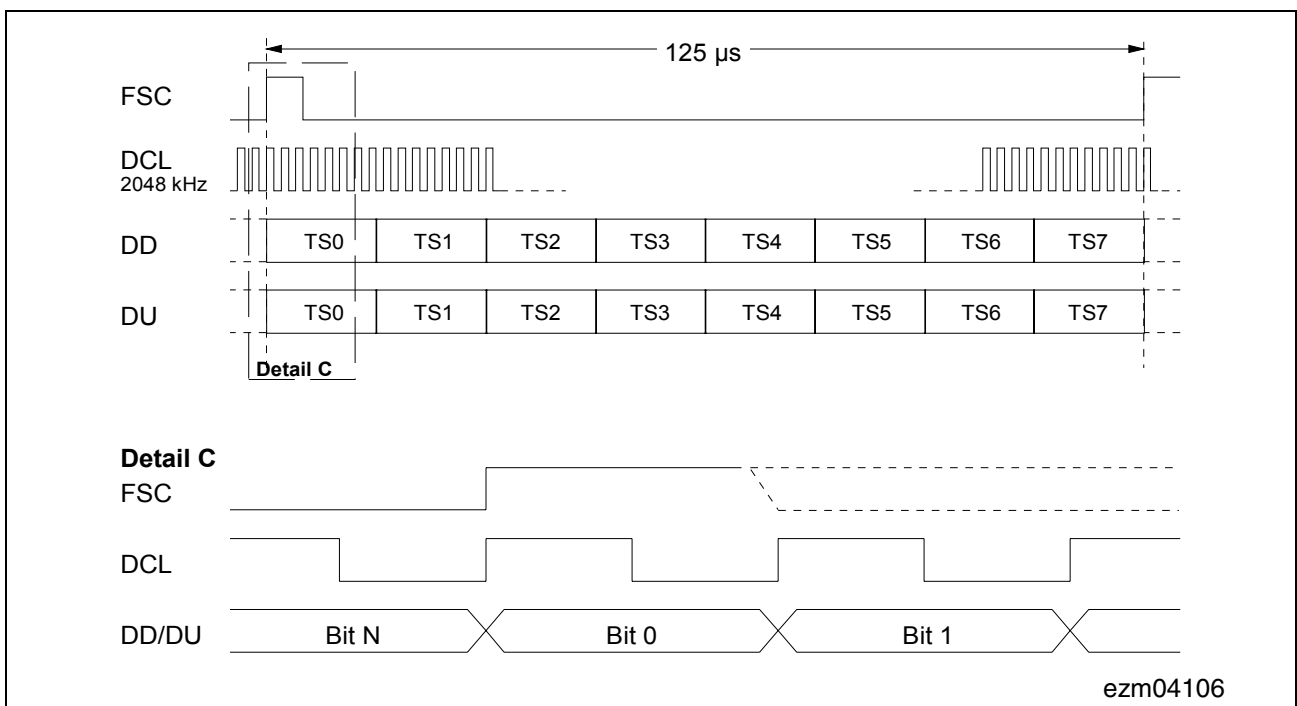 125 µs
FSC
DCL
2048 kHz
DD TS0 TS1 TS2 TS3 TS4 TS5 TS6 TS7
DU TS0 TS1 TS2 TS3 TS4 TS5 TS6 TS7
Detail C
Detail C
FSC
DCL
DD/DU Bit N Bit 0 Bit 1
ezm04106